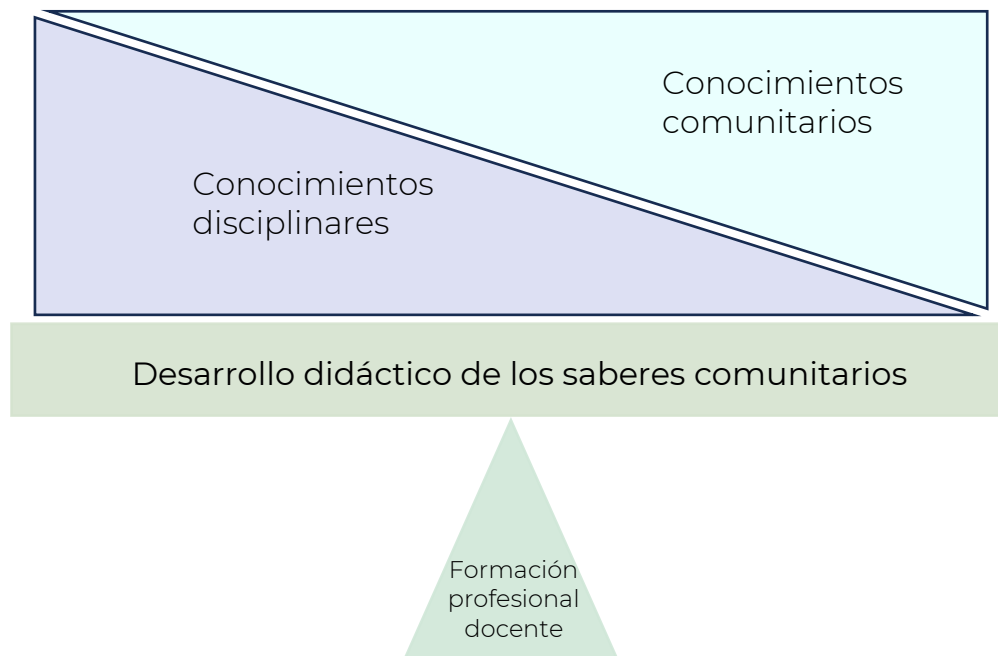 Conocimientos
comunitarios
Conocimientos
disciplinares
Desarrollo didáctico de los saberes comunitarios
Formación
profesional
docente